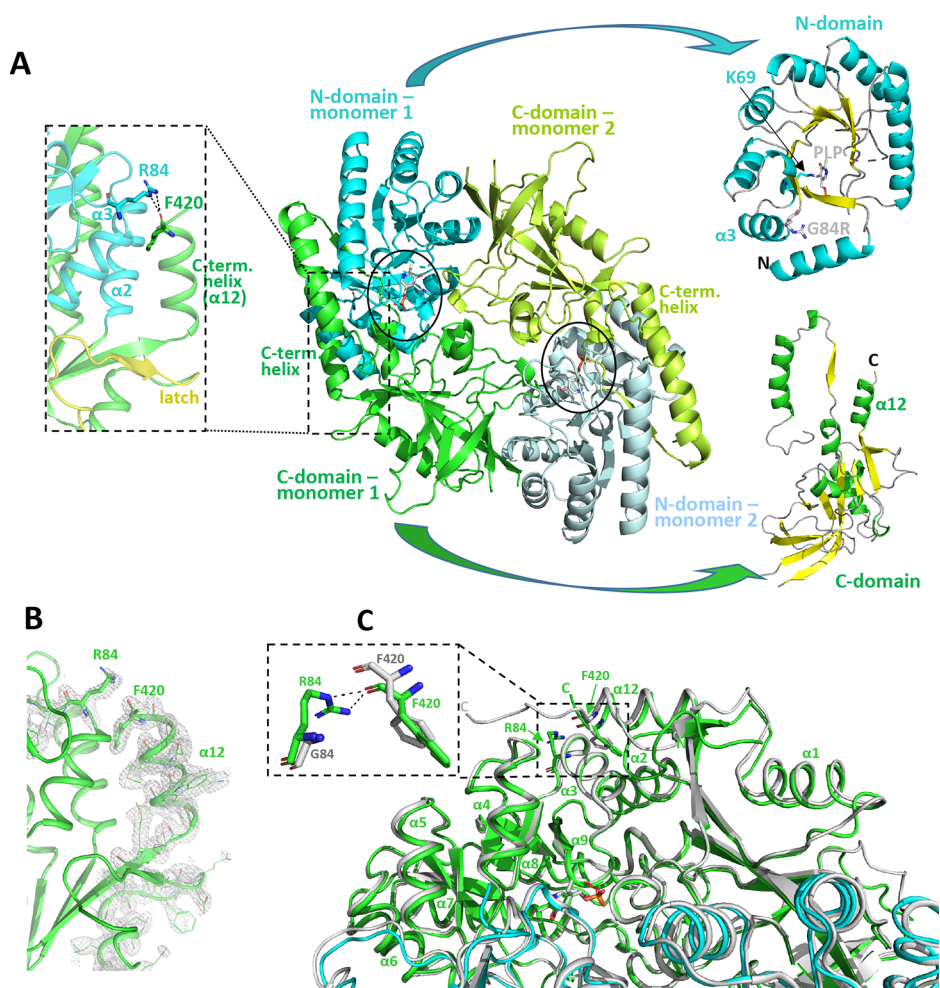 A
N-domain
K69
PLP
G84R
α3
N
N-domain –
monomer 1
C-domain –
monomer 2
R84
F420
α3
α2
C-term.
helix
(α12)
latch
C-term.
helix
C-term.
helix
C-domain –
monomer 1
N-domain –
monomer 2
C
α12
C-domain
B
R84
F420
α12
C
F420
R84
F420
G84
C
C
F420
α12
R84
α2
N
α1
α3
α4
α5
α9
α8
α7
α6